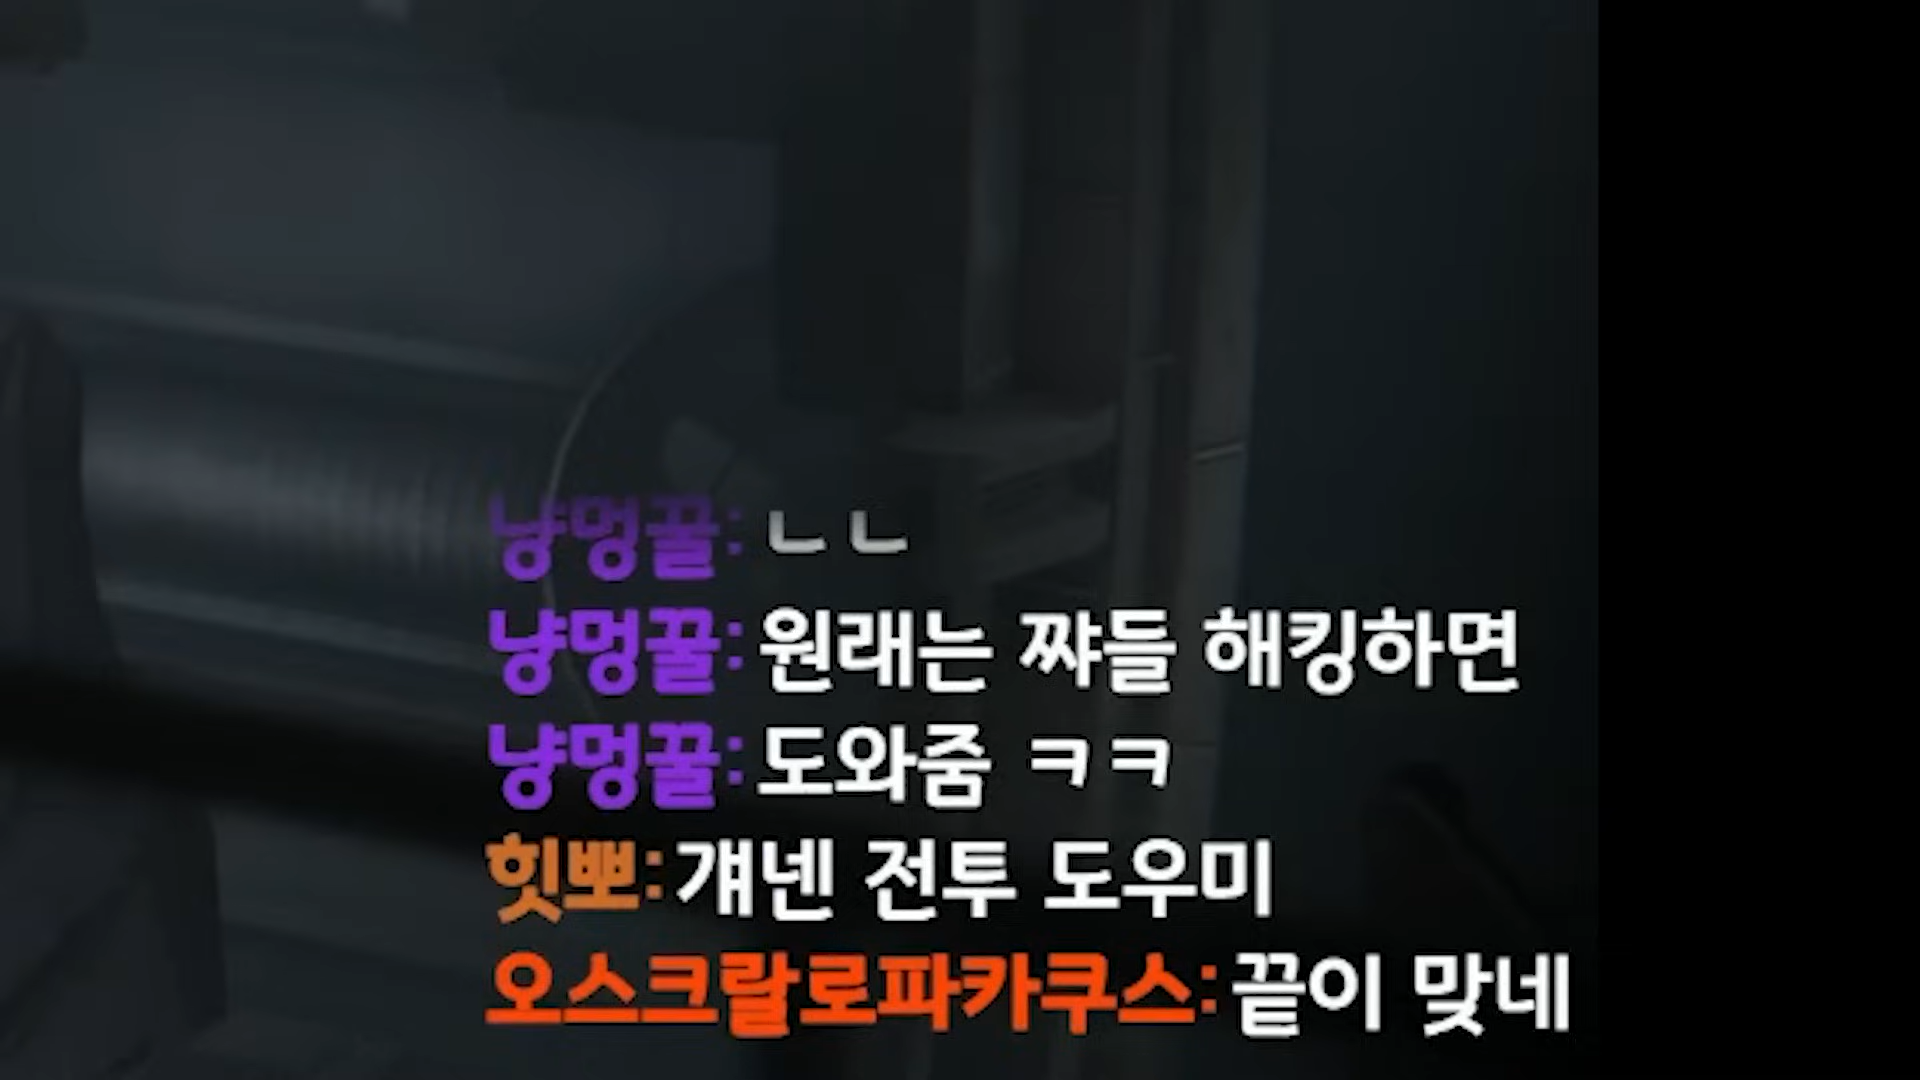 냥멍꿀: ㄴㄴ
냥멍꿀: 원래는 쨔들 해킹하면
냥멍꿀: 도와줌 ㅋㅋ
힛뽀: 걔넨 전투 도우미
오스크랄로파카쿠스: 끝이 맞네